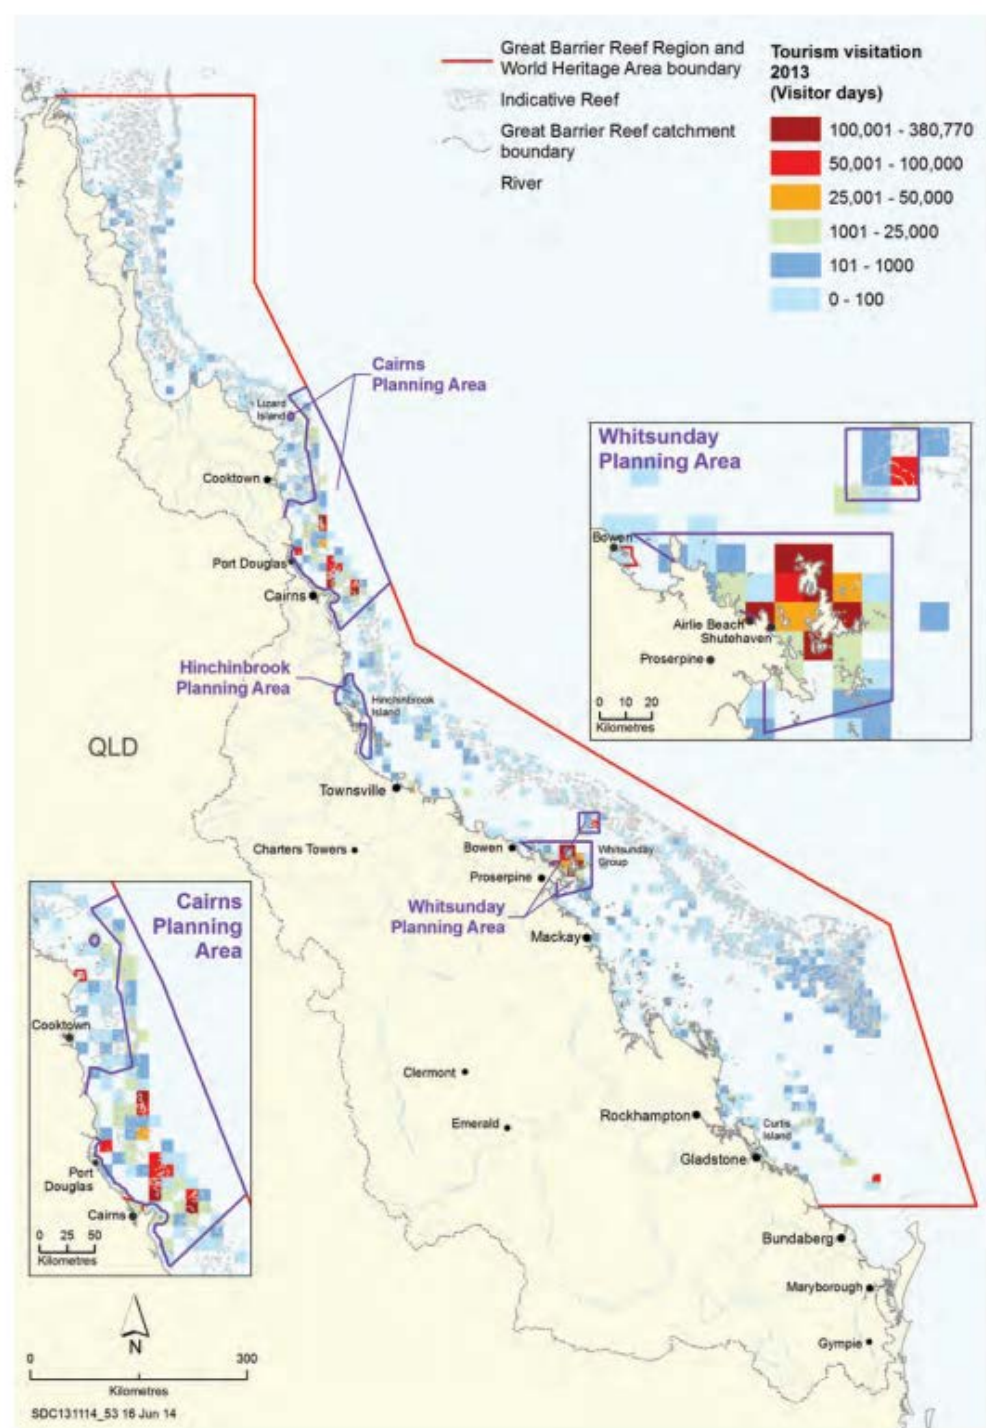 Great Barrier Reef Region and
World Heritage Area boundary
Indicative Reef
Great Barrier Reef catchment
boundary
River
Tourism visitation
2013
(Visitor days)
100,001 - 380,770
50,001 - 100,000
25,001 - 50,000
1001 - 25,000
101 - 1000
0 - 100
Cairns
Planning Area
Lizard
Island
Cooktown
Port Douglas
Cairns
Hinchinbrook
Planning Area
Hinchinbrook
Island
QLD
Townsville
Charters Towers
Bowen
Proserpine
Whitsunday
Group
Whitsunday
Planning Area
Mackay
Clermont
Emerald
Rockhampton
Curtis
Island
Gladstone
Bundaberg
Maryborough
Gympie
Whitsunday
Planning Area
Bowen
Airlie Beach
Shutehaven
Proserpine
0 10 20
Kilometres
Cairns
Planning
Area
Cooktown
Port
Douglas
Cairns
0 25 50
Kilometres
N
0 300
Kilometres
SDC131114_53 16 Jun 14